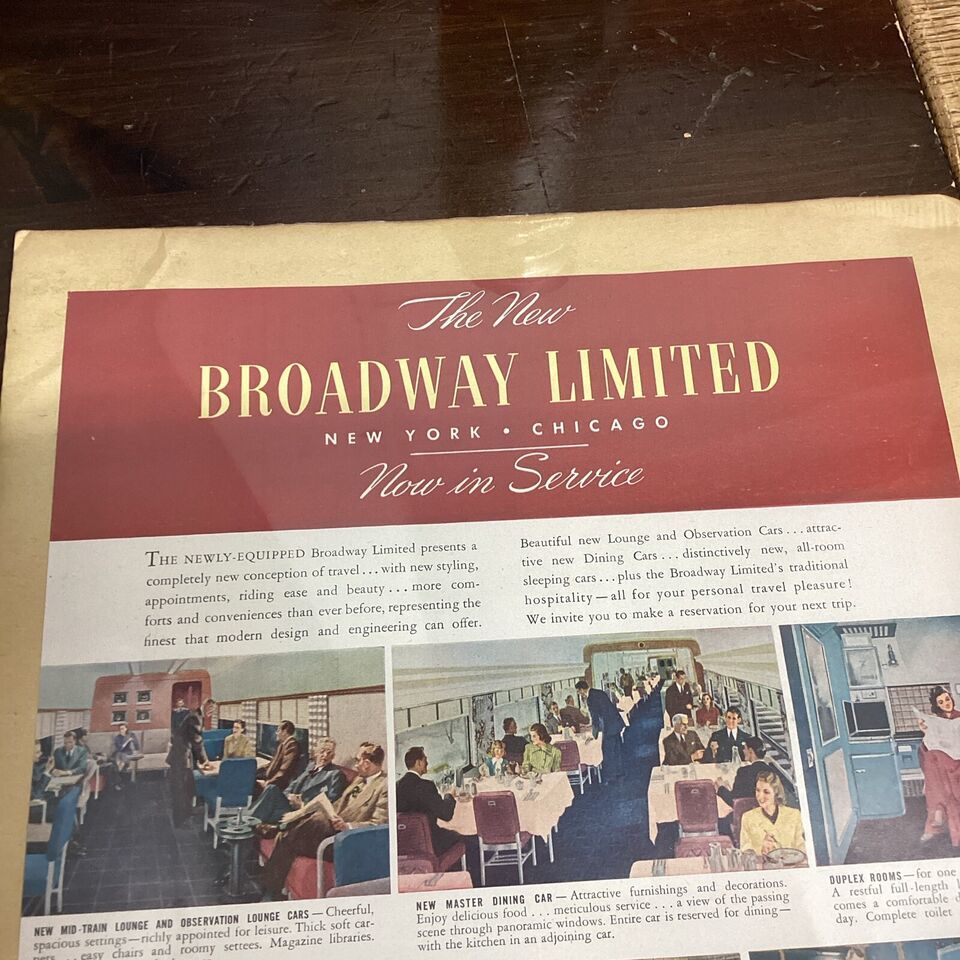 The New
BROADWAY LIMITED
NEW YORK • CHICAGO
Now in Service
THE NEWLY-EQUIPPED Broadway Limited presents a
completely new conception of travel...with new styling,
appointments, riding ease and beauty...more com-
forts and conveniences than ever before, representing the
finest that modern design and engineering can offer.
Beautiful new Lounge and Observation Cars...attrac-
tive new Dining Cars...distinctively new, all-room
sleeping cars...plus the Broadway Limited's traditional
hospitality—all for your personal travel pleasure!
We invite you to make a reservation for your next trip.
NEW MID-TRAIN LOUNGE AND OBSERVATION LOUNGE CARS—Cheerful,
spacious settings—richly appointed for leisure. Thick soft car-
pets, easy chairs and roomy settees. Magazine libraries.
NEW MASTER DINING CAR—Attractive furnishings and decorations.
Enjoy delicious food...meticulous service...a view of the passing
scene through panoramic windows. Entire car is reserved for dining—
with the kitchen in an adjoining car.
DUPLEX ROOMS—for one
A restful full-length
comes a comfortable
day. Complete toilet